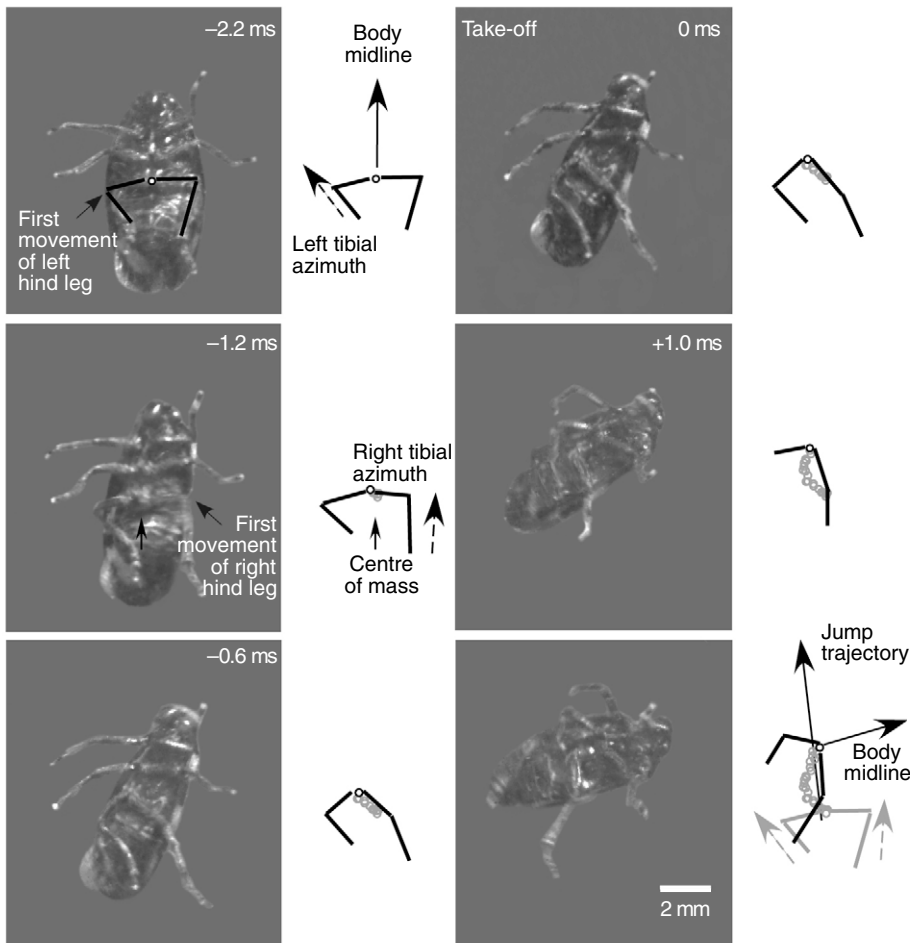 –2.2 ms
First
movement
of left
hind leg
Body
midline
Left tibial
azimuth
Take-off
0 ms
–1.2 ms
First
movement
of right
hind leg
Right tibial
azimuth
Centre
of mass
+1.0 ms
–0.6 ms
2 mm
Jump
trajectory
Body
midline